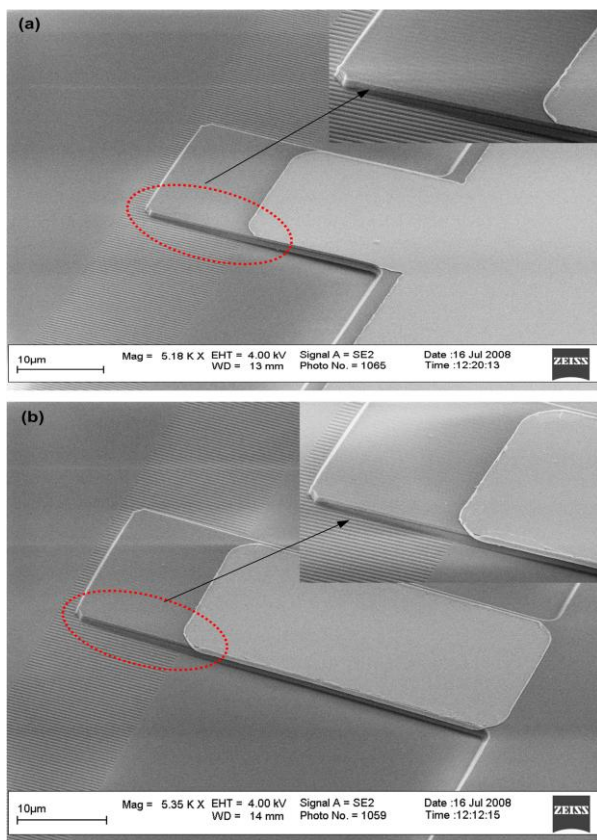 (a)
10µm
Mag = 5.18 K X EHT = 4.00 kV Signal A = SE2 Date :16 Jul 2008
WD = 13 mm Photo No. = 1065 Time :12:20:13
ZEISS
(b)
10µm
Mag = 5.35 K X EHT = 4.00 kV Signal A = SE2 Date :16 Jul 2008
WD = 14 mm Photo No. = 1059 Time :12:12:15
ZEISS